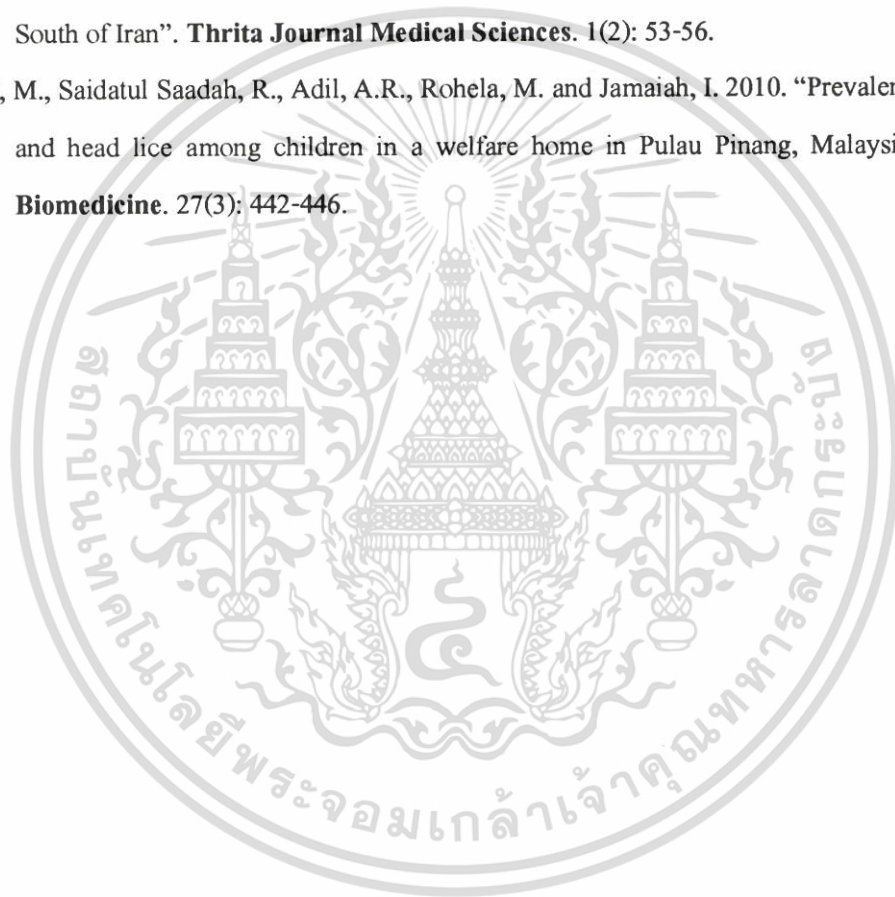 South of Iran”. Thrita Journal Medical Sciences. 1(2): 53-56.
, M., Saidatul Saadah, R., Adil, A.R., Rohela, M. and Jamaiah, I. 2010. “Prevalen
and head lice among children in a welfare home in Pulau Pinang, Malaysi
Biomedicine. 27(3): 442-446.
สถาบันเทคโนโลยีพระจอมเกล้าเจ้าคุณทหารลาดกระบัง